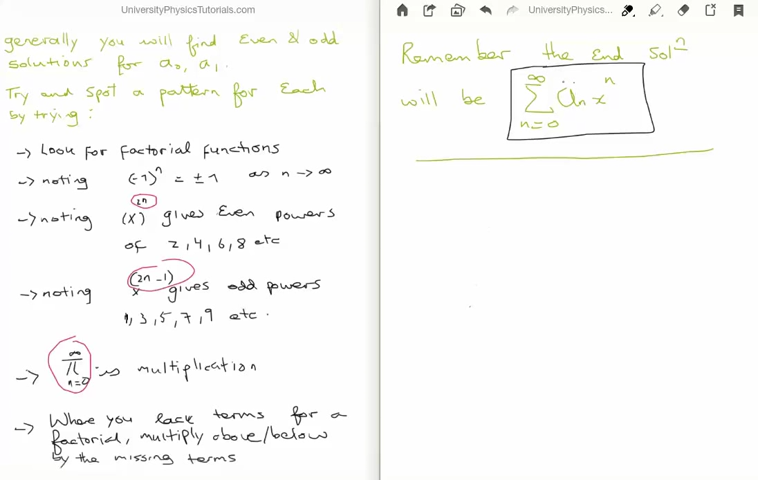 UniversityPhysicsTutorials.com
generally you will find Even & odd
solutions for a₀, a₁.
Try and spot a pattern for Each
by trying:
→ Look for factorial functions
→ noting (-1)ⁿ = ±1 as n → ∞
→ noting (x)²ⁿ gives Even powers
of 2, 4, 6, 8 etc
→ noting x⁽²ⁿ⁻¹⁾ gives odd powers
1, 3, 5, 7, 9 etc.
→ ∞ π n=0 is multiplication
→ Where you lack terms for a
factorial, multiply above/below
by the missing terms
UniversityPhysics...
Remember the End Solⁿ
will be ∞ Σ n=0 aₙ xⁿ